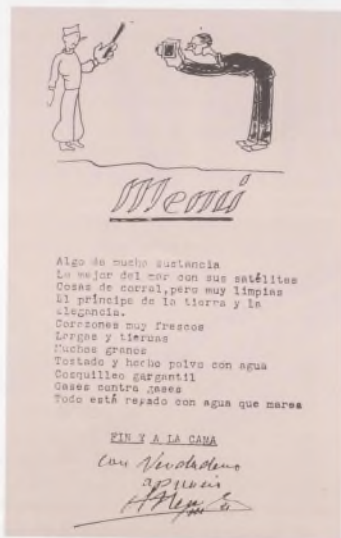 Menú
Algo de mucho sustancia
Lo mejor del mar con sus satélites
Cosas de corral, pero muy limpias
El príncipe de la tierra y la
elegancia.
Corazones muy frescos
Largas y tiernas
Muchos granos
Tostado y hecho polvo con agua
Cosquilleo gargantil
Gases contra gases
Todo está regado con agua que marea
FIN Y A LA CAMA
con Verdadero
aprecio